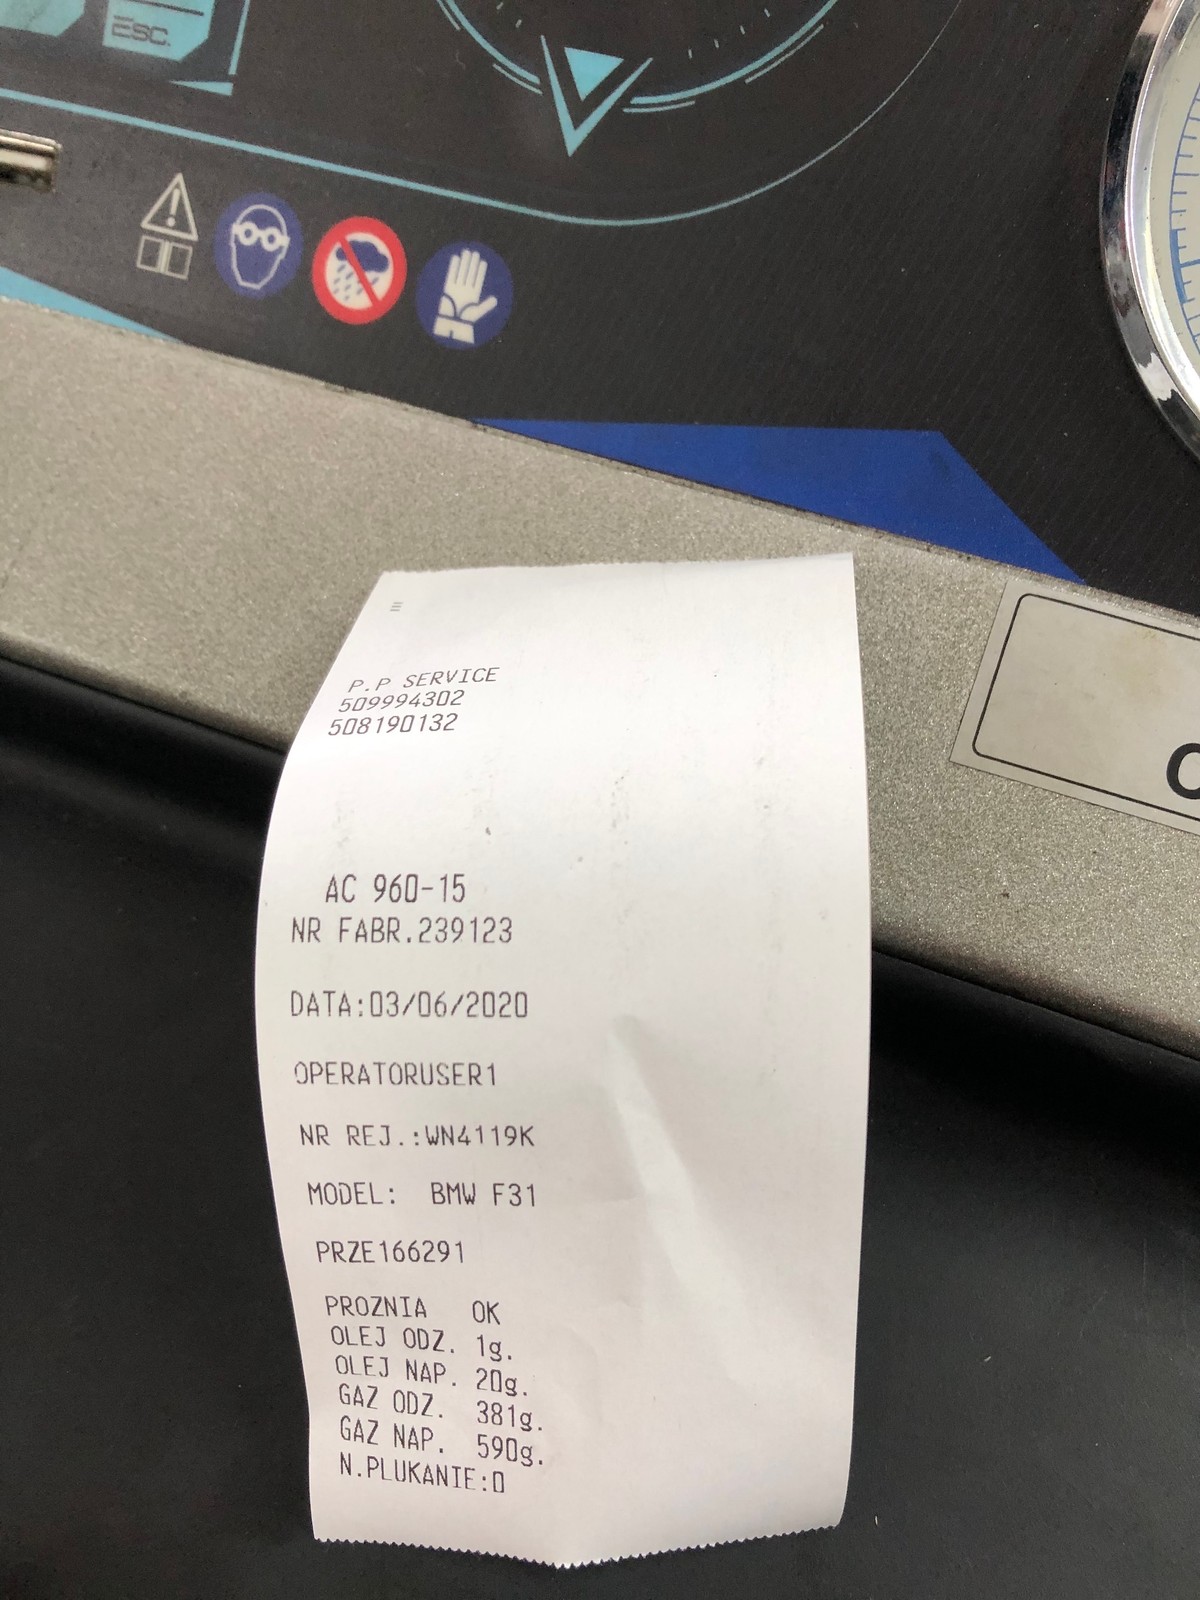 ESC.
P.P SERVICE
509994302
508190132
AC 960-15
NR FABR.239123
DATA:03/06/2020
OPERATORUSER1
NR REJ.:WN4119K
MODEL: BMW F31
PRZE166291
PROZNIA OK
OLEJ ODZ. 1g.
OLEJ NAP. 20g.
GAZ ODZ. 381g.
GAZ NAP. 590g.
N.PLUKANIE:0